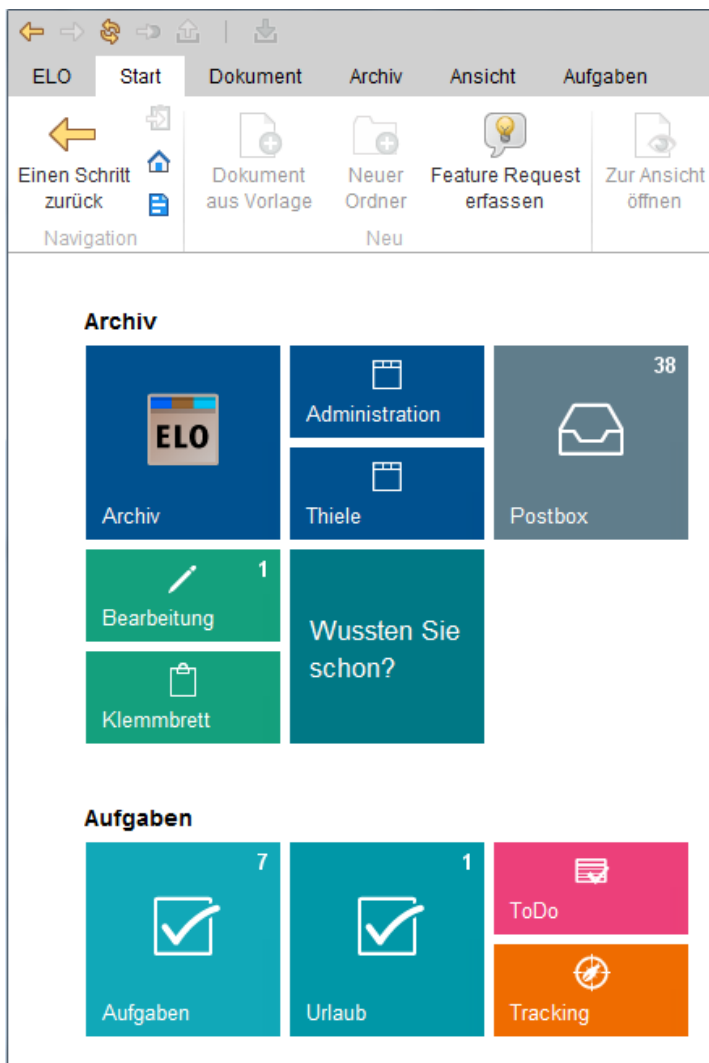 ELO Start Dokument Archiv Ansicht Aufgaben
Einen Schritt
zurück
Dokument
aus Vorlage
Neuer
Ordner
Feature Request
erfassen
Zur Ansicht
öffnen
Navigation
Neu
Archiv
ELO
Archiv
Administration
Thiele
38
Postbox
1
Bearbeitung
Klemmbrett
Wussten Sie
schon?
Aufgaben
7
Aufgaben
1
Urlaub
ToDo
Tracking